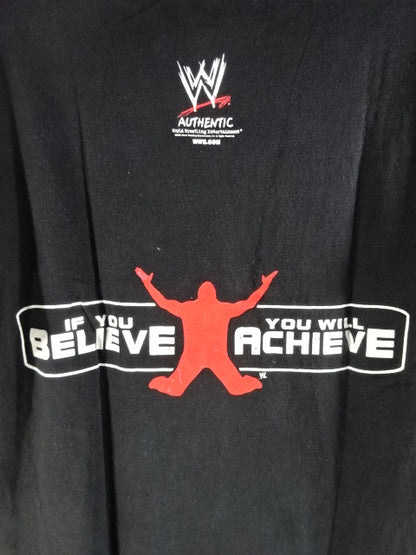 W
AUTHENTIC
World Wrestling Entertainment®
WWE.COM
IF YOU
BELIEVE
YOU WILL
ACHIEVE